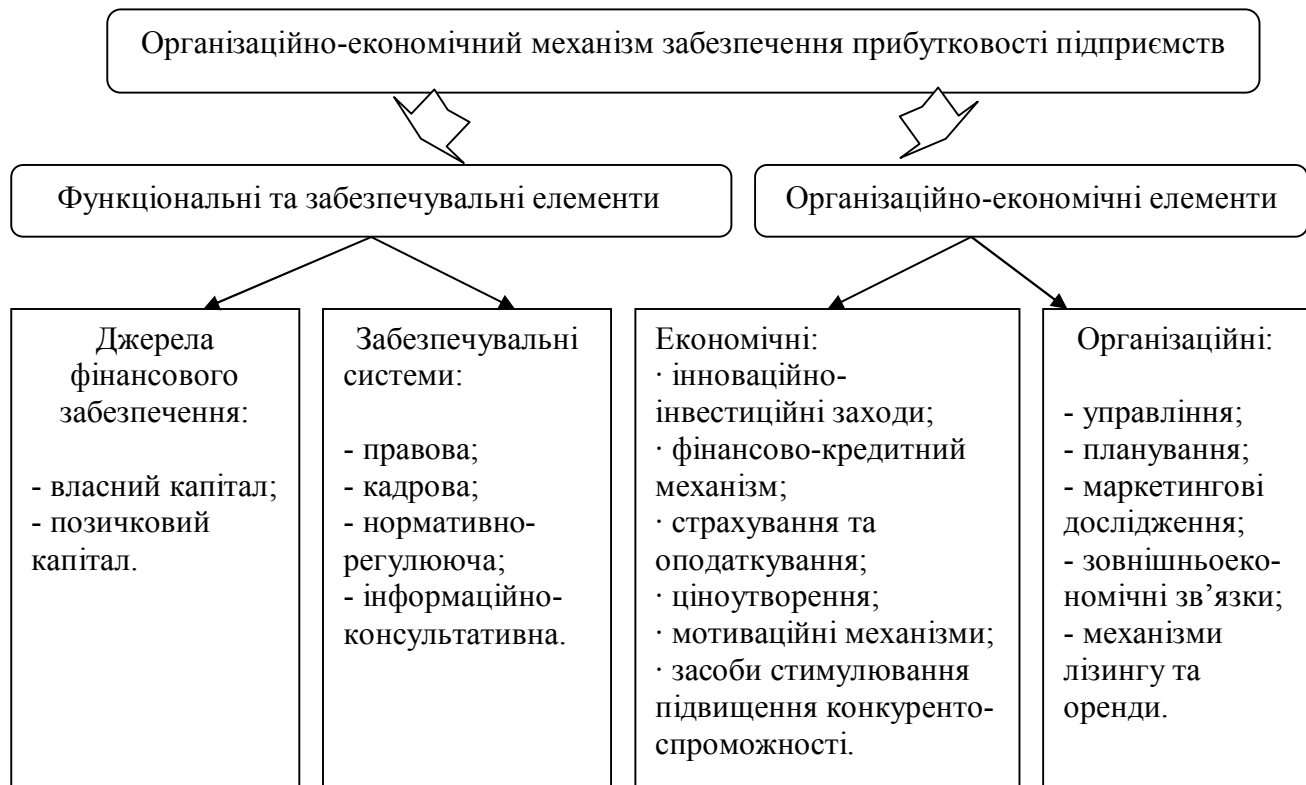 Організаційно-економічний механізм забезпечення прибутковості підприємств
Функціональні та забезпечувальні елементи
Організаційно-економічні елементи
Джерела
фінансового
забезпечення:
- власний капітал;
- позичковий
капітал.
Забезпечувальні
системи:
- правова;
- кадрова;
- нормативно-
регулююча;
- інформаційно-
консультативна.
Економічні:
· інноваційно-
інвестиційні заходи;
· фінансово-кредитний
механізм;
· страхування та
оподаткування;
· ціноутворення;
· мотиваційні механізми;
· засоби стимулювання
підвищення конкуренто-
спроможності.
Організаційні:
- управління;
- планування;
- маркетингові
дослідження;
- зовнішньоеко-
номічні зв’язки;
- механізми
лізингу та
оренди.